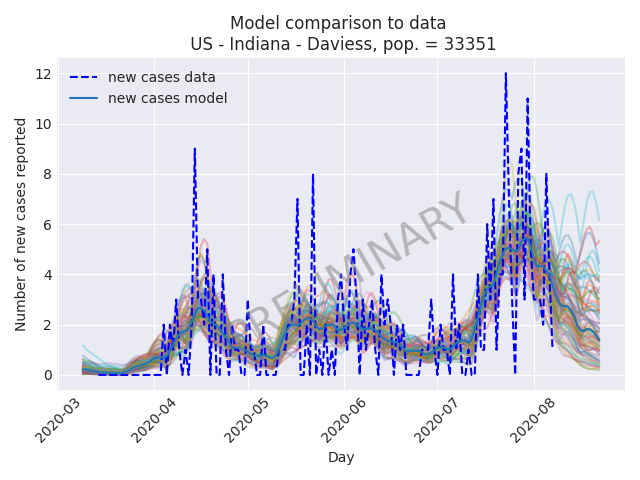 Model comparison to data
US - Indiana - Daviess, pop. = 33351
new cases data
new cases model
PRELIMINARY
Number of new cases reported
12
10
8
6
4
2
0
2020-03
2020-04
2020-05
2020-06
2020-07
2020-08
Day